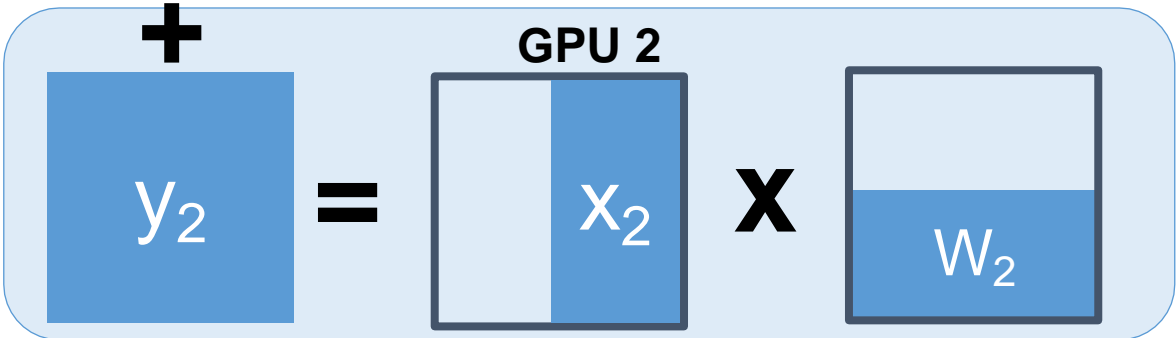 +
GPU 2
y₂ = x₂ x W₂